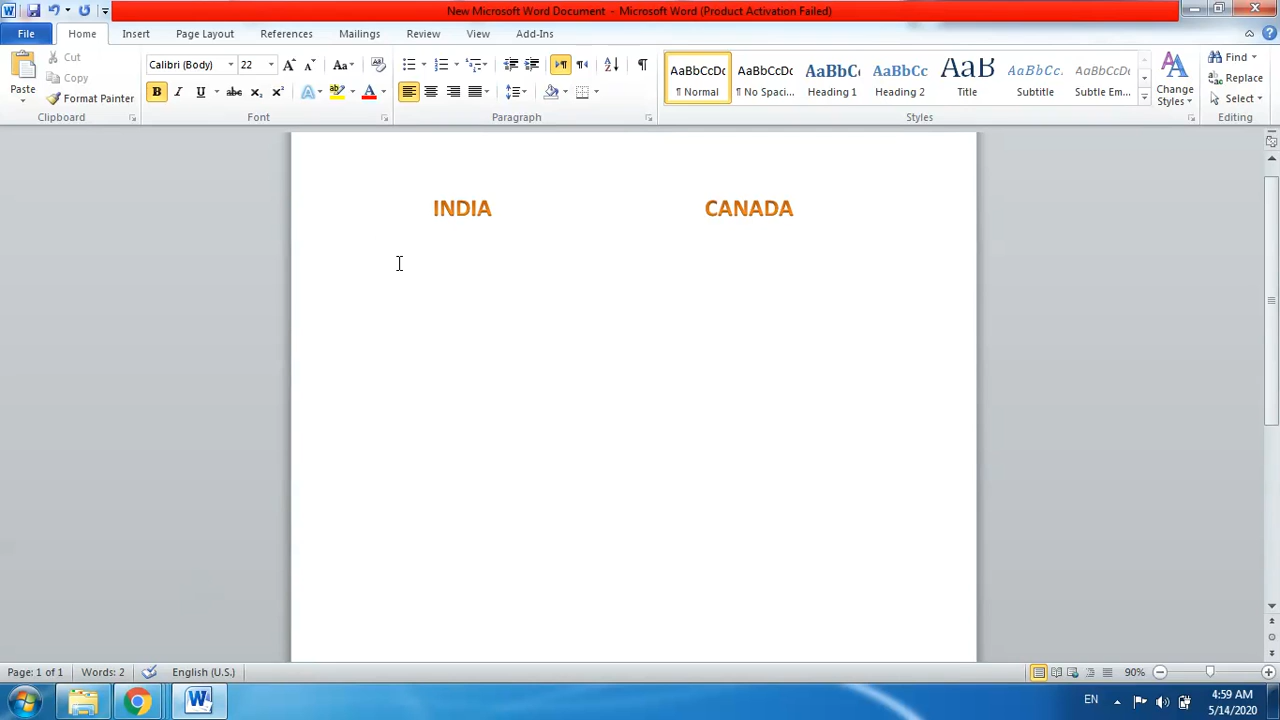 New Microsoft Word Document - Microsoft Word (Product Activation Failed)
File Home Insert Page Layout References Mailings Review View Add-Ins
Paste
Cut
Copy
Format Painter
Clipboard
Calibri (Body) 22
Font
Paragraph
AaBbCcDc AaBbCcDc AaBbC AaBbCc AaB AaBbCc. AaBbCcDc
¶ Normal ¶ No Spaci... Heading 1 Heading 2 Title Subtitle Subtle Em...
Change
Styles
Styles
Find
Replace
Select
Editing
INDIA CANADA
Page: 1 of 1 Words: 2 English (U.S.) 90%
EN 4:59 AM
5/14/2020